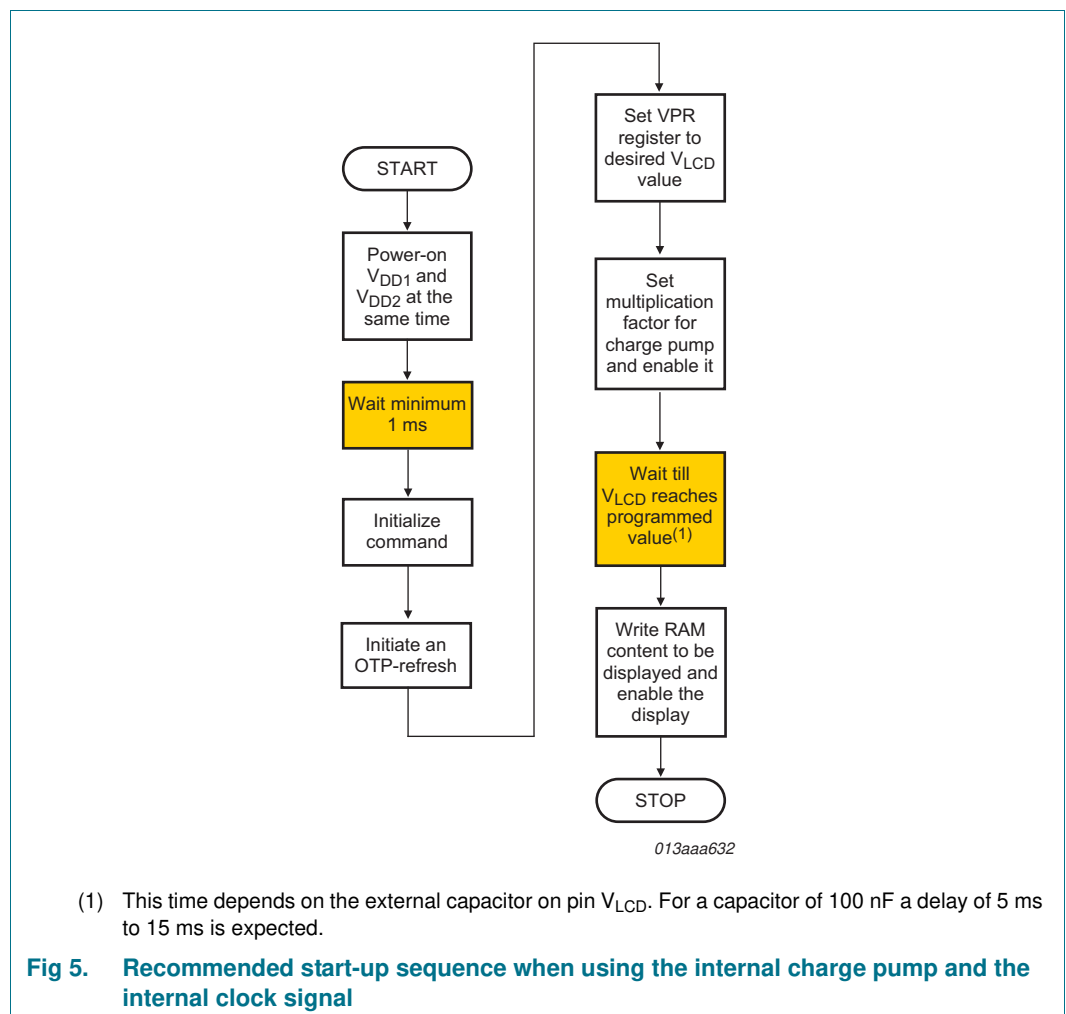 START
Power-on
VDD1 and
VDD2 at the
same time
Wait minimum
1 ms
Initialize
command
Initiate an
OTP-refresh
Set VPR
register to
desired VLCD
value
Set
multiplication
factor for
charge pump
and enable it
Wait till
VLCD reaches
programmed
value(1)
Write RAM
content to be
displayed and
enable the
display
STOP
013aaa632
(1) This time depends on the external capacitor on pin VLCD. For a capacitor of 100 nF a delay of 5 ms
to 15 ms is expected.
Fig 5. Recommended start-up sequence when using the internal charge pump and the
internal clock signal